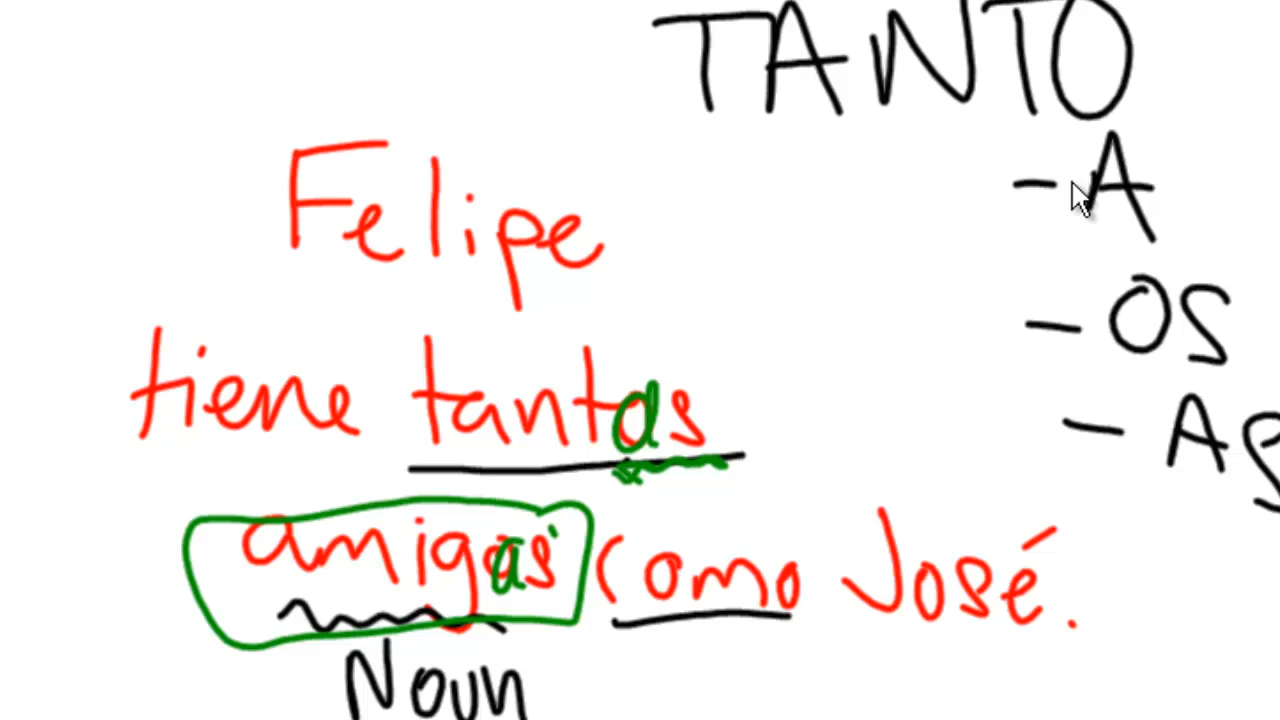 TANTO
- A
- OS
- AS
Felipe
tiene tantas
amigas como José.
Noun